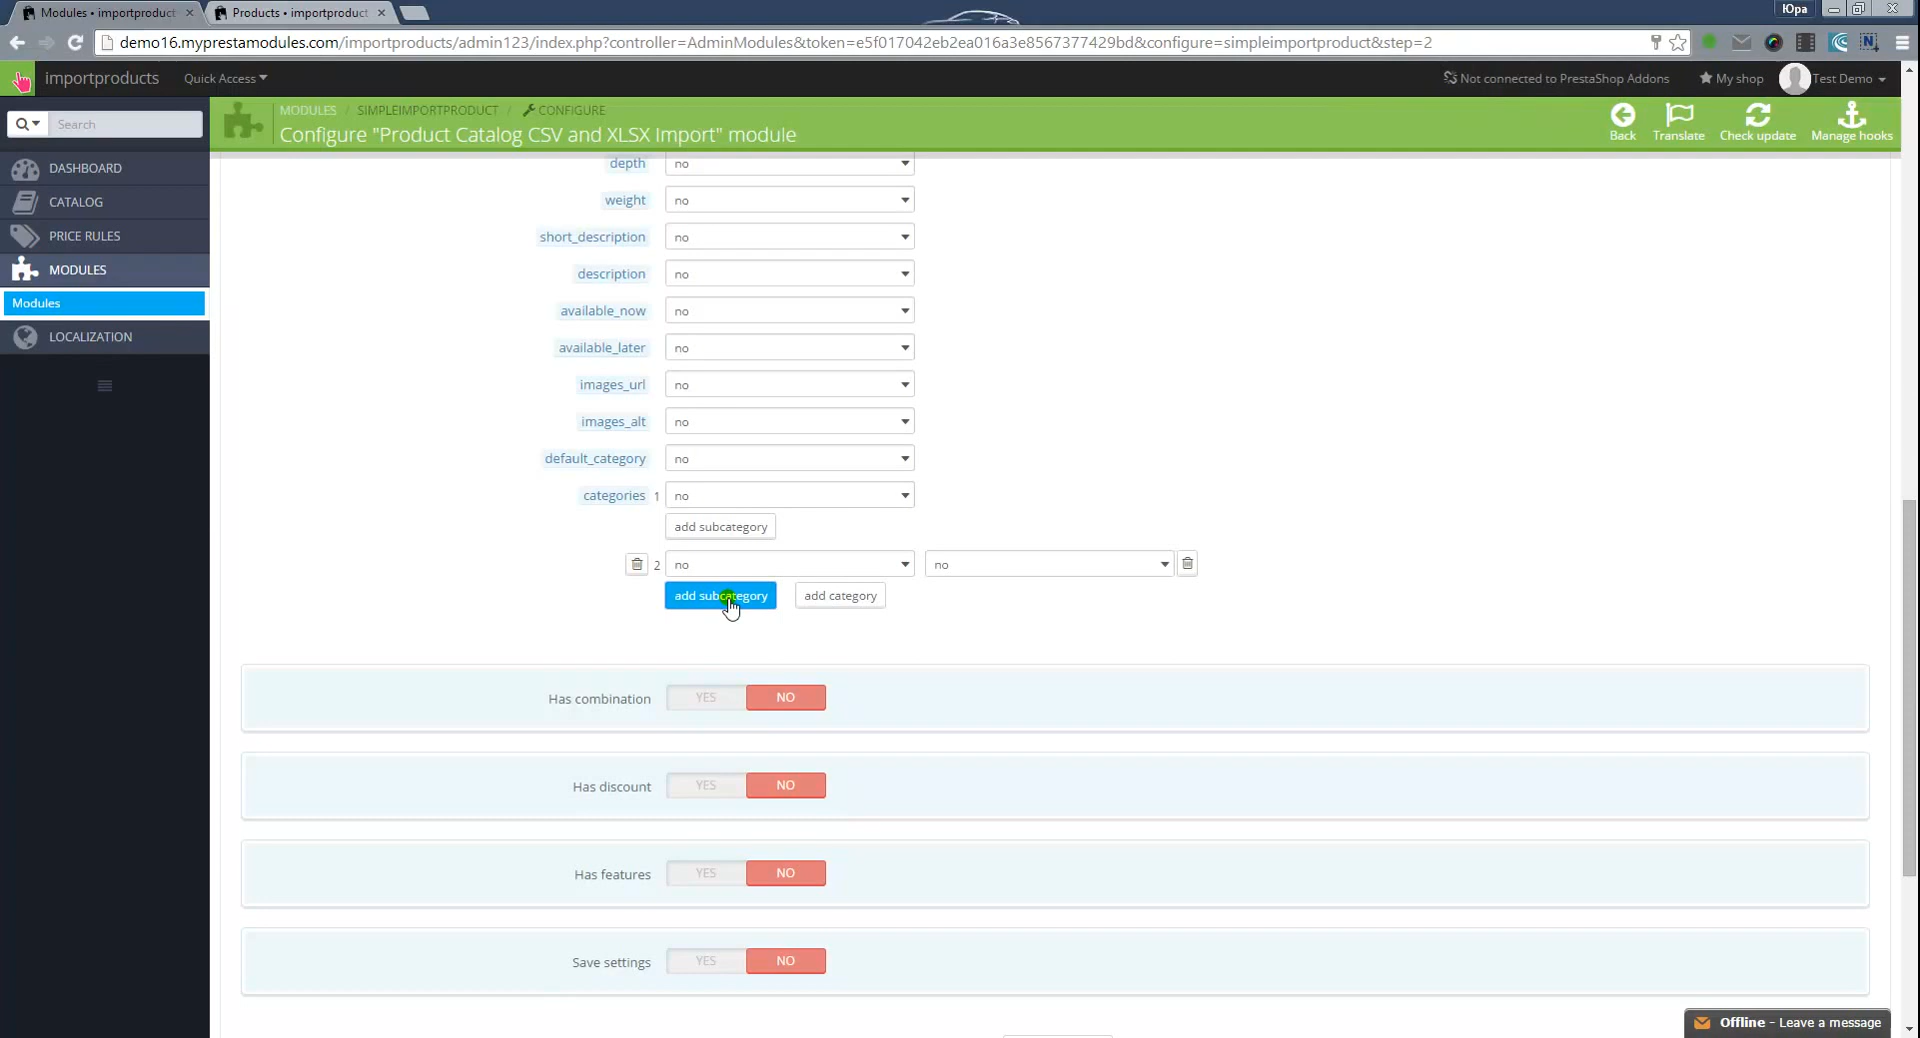 Modules • importproduct
Products • importproduct
Юра
demo16.myprestamodules.com/importproducts/admin123/index.php?controller=AdminModules&token=e5f017042eb2ea016a3e8567377429bd&configure=simpleimportproduct&step=2
importproducts
Quick Access
Not connected to PrestaShop Addons
My shop
Test Demo
Search
MODULES / SIMPLEIMPORTPRODUCT / CONFIGURE
Configure "Product Catalog CSV and XLSX Import" module
Back
Translate
Check update
Manage hooks
DASHBOARD
CATALOG
PRICE RULES
MODULES
Modules
LOCALIZATION
depth no
weight no
short_description no
description no
available_now no
available_later no
images_url no
images_alt no
default_category no
categories 1 no
add subcategory
2 no no
add subcategory add category
Has combination YES NO
Has discount YES NO
Has features YES NO
Save settings YES NO
Offline - Leave a message